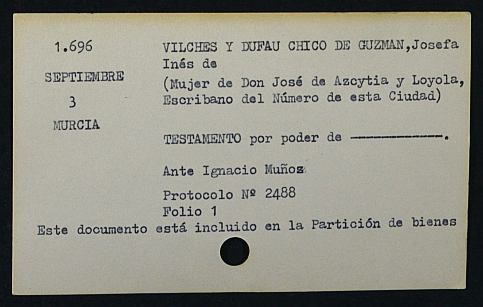 1.696
SEPTIEMBRE
3
MURCIA
VILCHES Y DUFAU CHICO DE GUZMAN,Josefa
Inés de
(Mujer de Don José de Azcytia y Loyola,
Escribano del Número de esta Ciudad)
TESTAMENTO por poder de ————————.
Ante Ignacio Muñoz
Protocolo Nº 2488
Folio 1
Este documento está incluido en la Partición de bienes